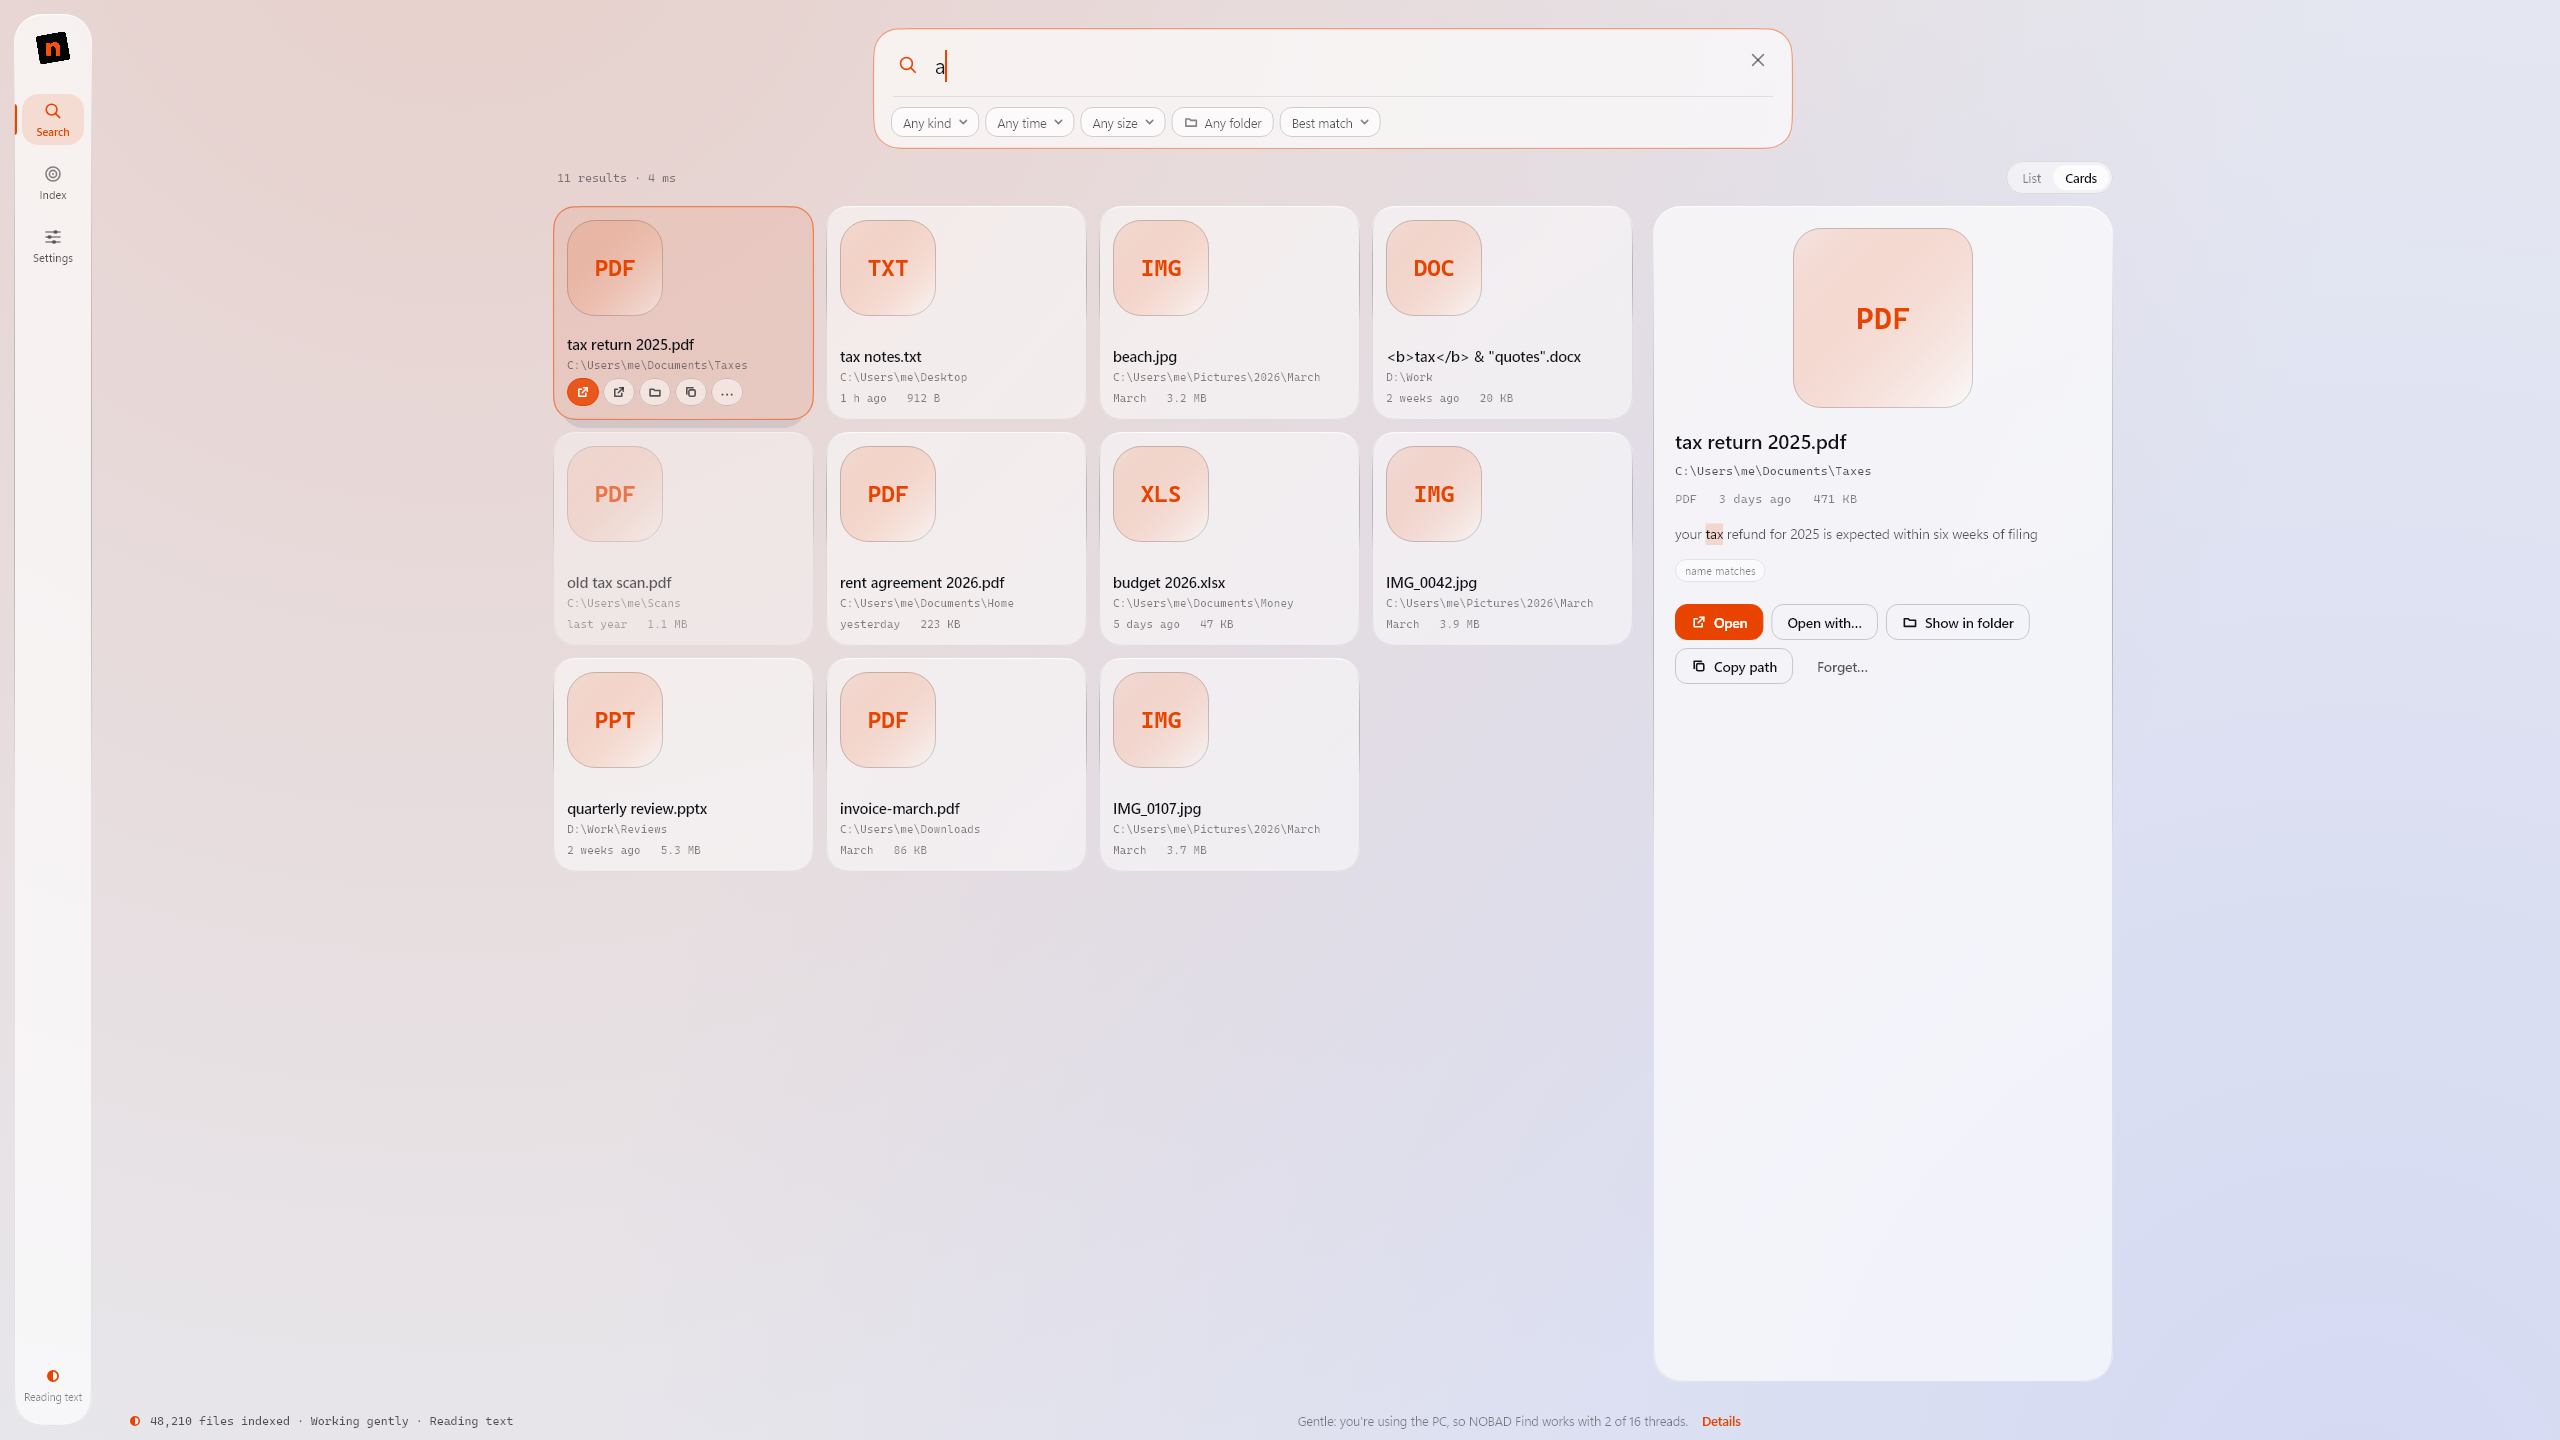 n
Search
Index
Settings
Reading text
a
Any kind
Any time
Any size
Any folder
Best match
11 results · 4 ms
List
Cards
PDF
tax return 2025.pdf
C:\Users\me\Documents\Taxes
...
TXT
tax notes.txt
C:\Users\me\Desktop
1 h ago 912 B
IMG
beach.jpg
C:\Users\me\Pictures\2026\March
March 3.2 MB
DOC
<b>tax</b> & "quotes".docx
D:\Work
2 weeks ago 20 KB
PDF
old tax scan.pdf
C:\Users\me\Scans
last year 1.1 MB
PDF
rent agreement 2026.pdf
C:\Users\me\Documents\Home
yesterday 223 KB
XLS
budget 2026.xlsx
C:\Users\me\Documents\Money
5 days ago 47 KB
IMG
IMG_0042.jpg
C:\Users\me\Pictures\2026\March
March 3.9 MB
PPT
quarterly review.pptx
D:\Work\Reviews
2 weeks ago 5.3 MB
PDF
invoice-march.pdf
C:\Users\me\Downloads
March 86 KB
IMG
IMG_0107.jpg
C:\Users\me\Pictures\2026\March
March 3.7 MB
PDF
tax return 2025.pdf
C:\Users\me\Documents\Taxes
PDF 3 days ago 471 KB
your tax refund for 2025 is expected within six weeks of filing
name matches
Open
Open with...
Show in folder
Copy path
Forget...
48,210 files indexed · Working gently · Reading text
Gentle: you're using the PC, so NOBAD Find works with 2 of 16 threads.
Details